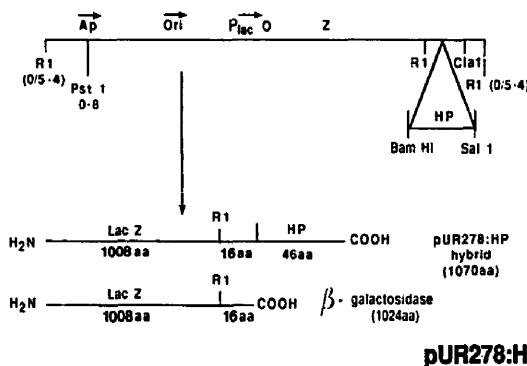 Ap Ori Plac O Z
R1 (0/5·4)
Pst 1 0·8
R1 Cla1 R1 (0/5·4)
HP
Bam HI Sal 1
R1
Lac Z HP
H2N COOH
1008aa 16aa 46aa
pUR278:HP hybrid (1070aa)
R1
Lac Z
H2N COOH
1008aa 16aa
β- galactosidase (1024aa)
pUR278:H